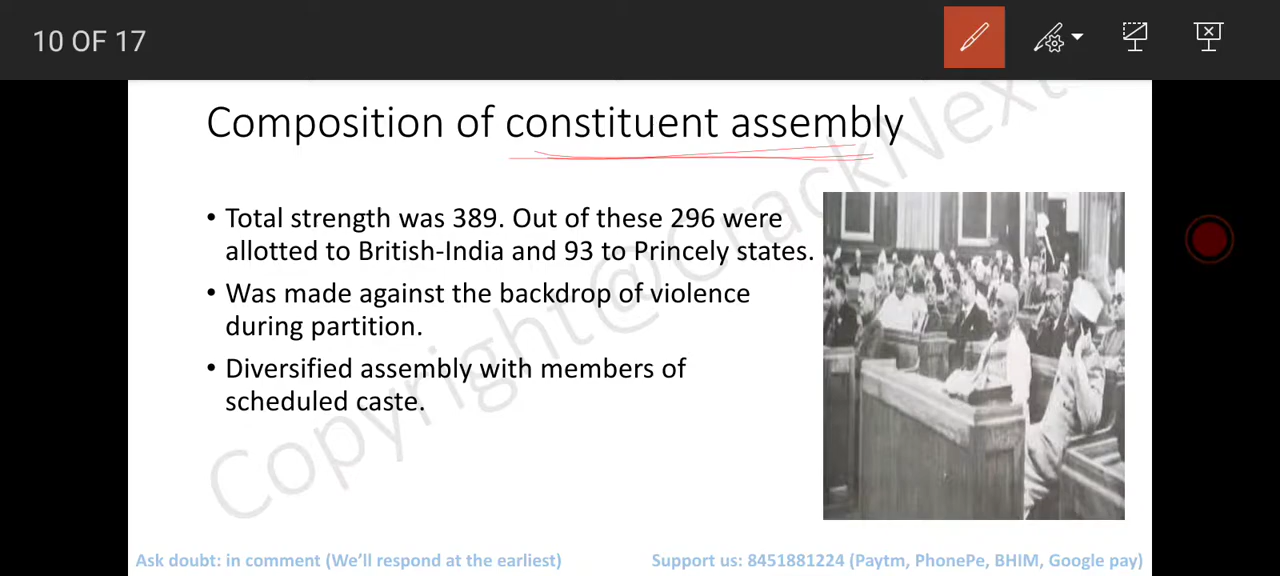 10 OF 17
Composition of constituent assembly
• Total strength was 389. Out of these 296 were
allotted to British-India and 93 to Princely states.
• Was made against the backdrop of violence
during partition.
• Diversified assembly with members of
scheduled caste.
Copyright@CrackNext
Ask doubt: in comment (We'll respond at the earliest)
Support us: 8451881224 (Paytm, PhonePe, BHIM, Google pay)